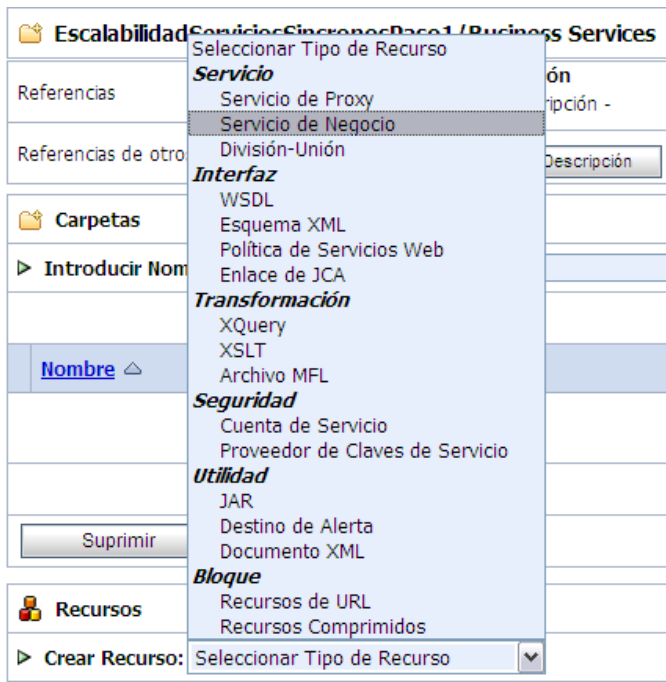 EscalabilidadServiciosSincronosPaso1/Business Services
Seleccionar Tipo de Recurso
Servicio
ón
Referencias
Servicio de Proxy
ripción -
Servicio de Negocio
Referencias de otro
División-Unión
Descripción
Interfaz
WSDL
Carpetas
Esquema XML
Política de Servicios Web
Introducir Nom
Enlace de JCA
Transformación
XQuery
XSLT
Nombre
Archivo MFL
Seguridad
Cuenta de Servicio
Proveedor de Claves de Servicio
Utilidad
JAR
Destino de Alerta
Suprimir
Documento XML
Bloque
Recursos de URL
Recursos
Recursos Comprimidos
Crear Recurso: Seleccionar Tipo de Recurso